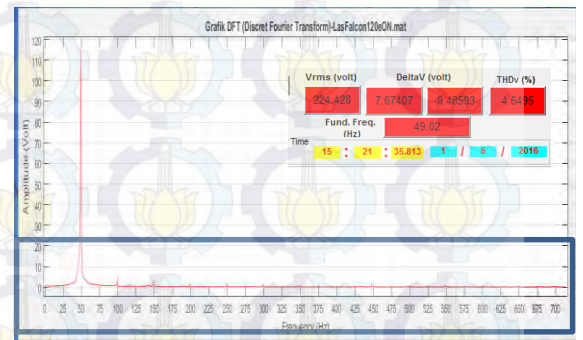 Grafik DFT (Discret Fourier Transform)-LasFalcon120eON.mat
120
110
100
90
80
70
60
50
40
30
20
10
0
Amplitude (Volt)
Vrms (volt) DeltaV (volt) THDv (%)
224.428 7.67407 -8.48593 4.6495
Fund. Freq. (Hz) 49.02
Time
15 : 21 : 35.813 1 / 5 / 2016
0 25 50 75 100 125 150 175 200 225 250 275 300 325 350 375 400 425 450 475 500 525 550 575 600 625 650 675 700
Frequency (Hz)